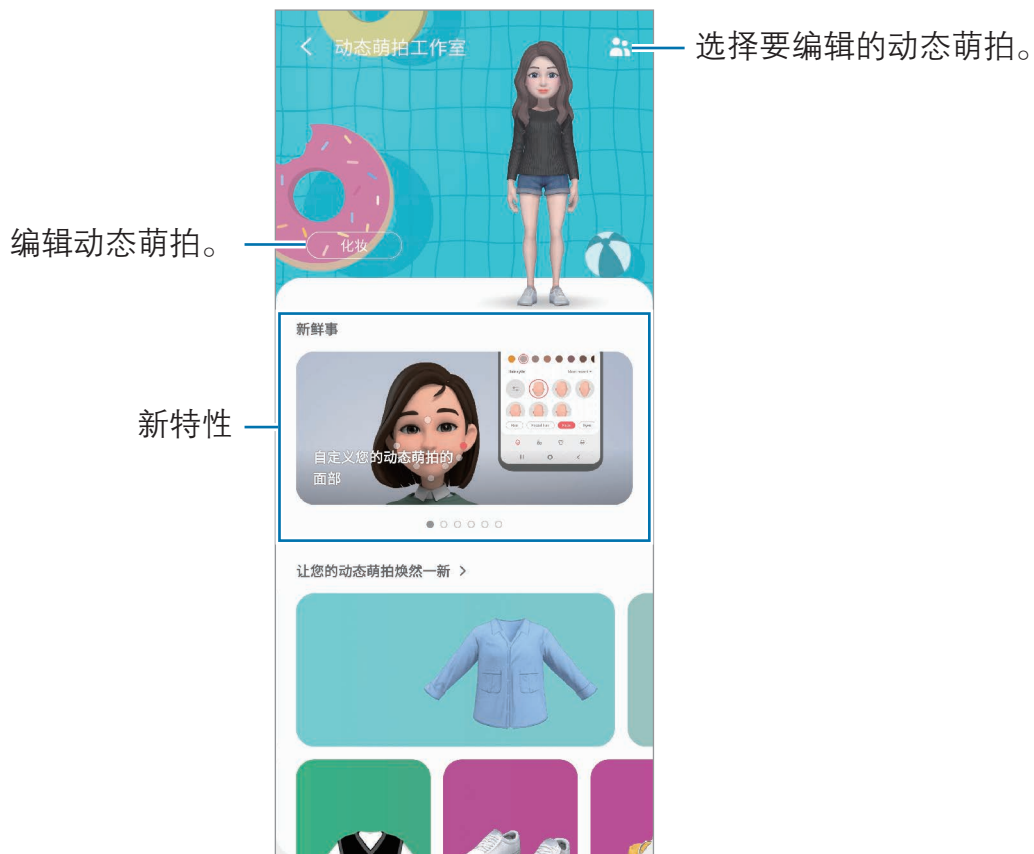 动态萌拍工作室
选择要编辑的动态萌拍。
编辑动态萌拍。
化妆
新鲜事
新特性
自定义您的动态萌拍的
面部
让您的动态萌拍焕然一新